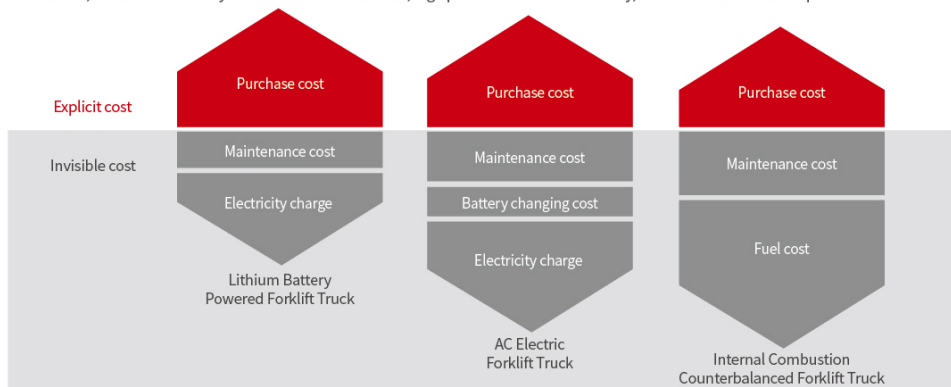 Purchase cost
Purchase cost
Purchase cost
Explicit cost
Invisible cost
Maintenance cost
Maintenance cost
Maintenance cost
Electricity charge
Battery changing cost
Electricity charge
Fuel cost
Lithium Battery
Powered Forklift Truck
AC Electric
Forklift Truck
Internal Combustion
Counterbalanced Forklift Truck